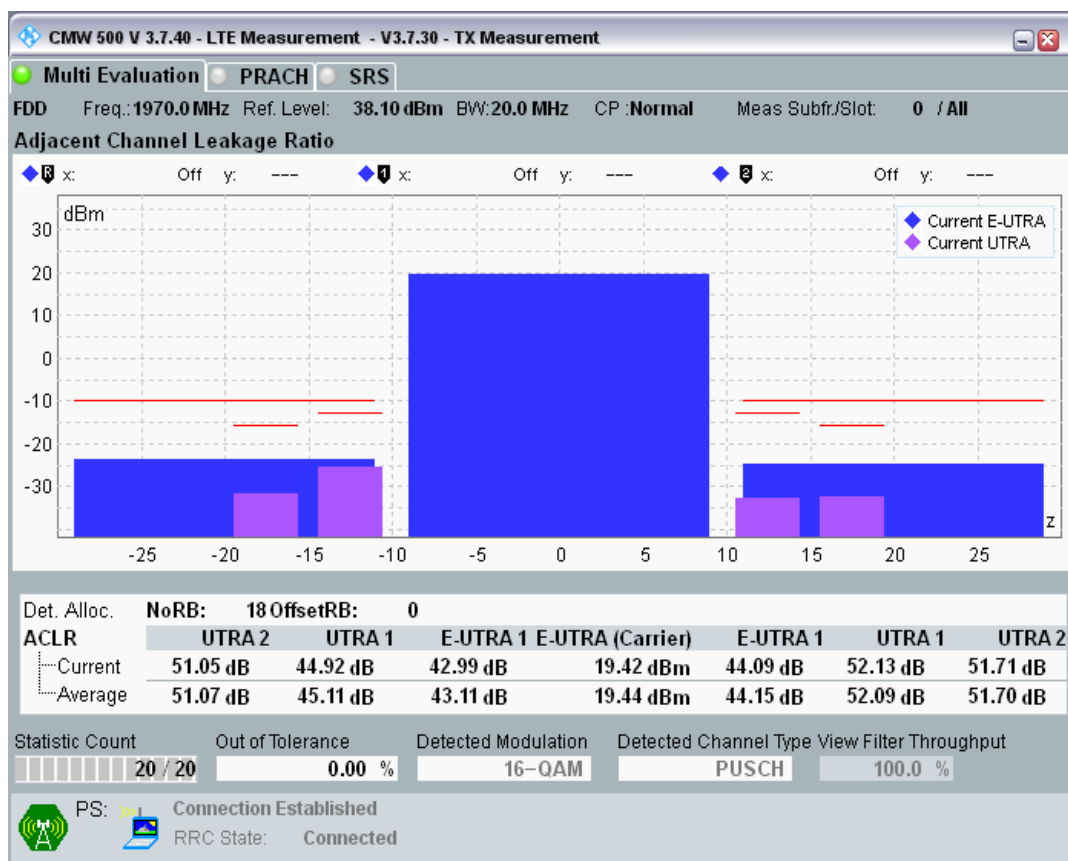 CMW 500 V 3.7.40 - LTE Measurement - V3.7.30 - TX Measurement
Multi Evaluation PRACH SRS
FDD Freq.: 1970.0 MHz Ref. Level: 38.10 dBm BW: 20.0 MHz CP : Normal Meas Subfr./Slot: 0 / All
Adjacent Channel Leakage Ratio
R x: Off y: --- 1 x: Off y: --- 2 x: Off y: ---
dBm
Current E-UTRA
Current UTRA
30
20
10
0
-10
-20
-30
z
-25 -20 -15 -10 -5 0 5 10 15 20 25
Det. Alloc. NoRB: 18 OffsetRB: 0
ACLR UTRA 2 UTRA 1 E-UTRA 1 E-UTRA (Carrier) E-UTRA 1 UTRA 1 UTRA 2
Current 51.05 dB 44.92 dB 42.99 dB 19.42 dBm 44.09 dB 52.13 dB 51.71 dB
Average 51.07 dB 45.11 dB 43.11 dB 19.44 dBm 44.15 dB 52.09 dB 51.70 dB
Statistic Count Out of Tolerance Detected Modulation Detected Channel Type View Filter Throughput
20 / 20 0.00 % 16-QAM PUSCH 100.0 %
PS: Connection Established
RRC State: Connected